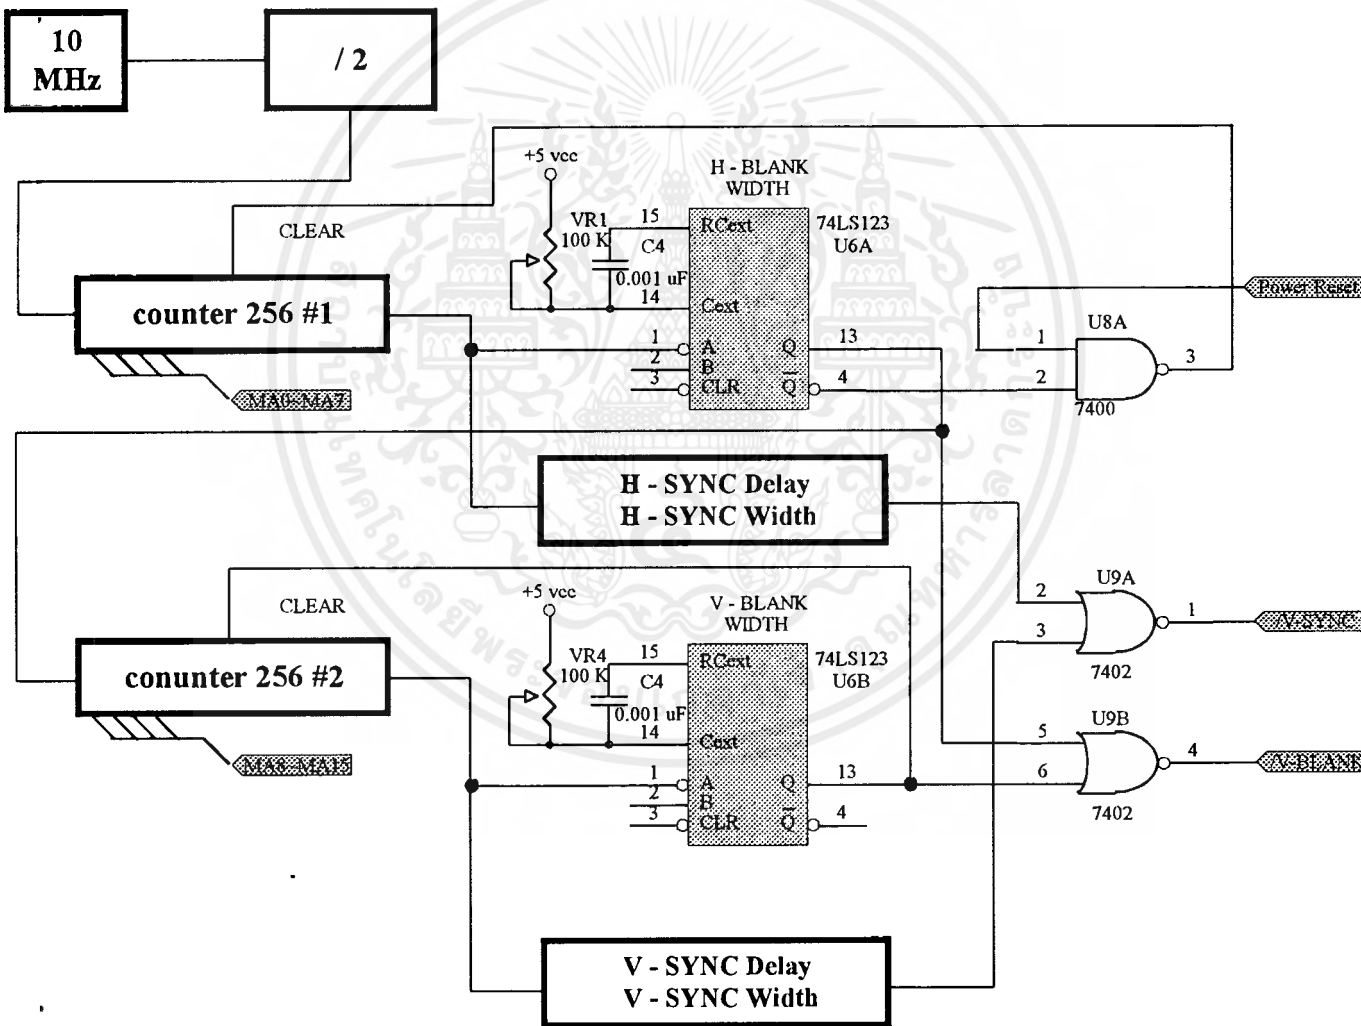 10
MHz
/ 2
+5 vcc
H - BLANK
WIDTH
CLEAR
VR1
100 K
15
C4
0.001 uF
14
RCext
Cext
74LS123
U6A
counter 256 #1
1
2
3
A
B
CLR
Q
Q
13
4
Power Reset
U8A
1
2
3
7400
MA0~MA7
H - SYNC Delay
H - SYNC Width
CLEAR
+5 vcc
V - BLANK
WIDTH
U9A
2
3
1
/V-SYNC
7402
conunter 256 #2
VR4
100 K
15
C4
0.001 uF
14
RCext
Cext
74LS123
U6B
U9B
5
6
4
/V-BLANK
7402
MA8~MA15
1
2
3
A
B
CLR
Q
Q
13
4
V - SYNC Delay
V - SYNC Width